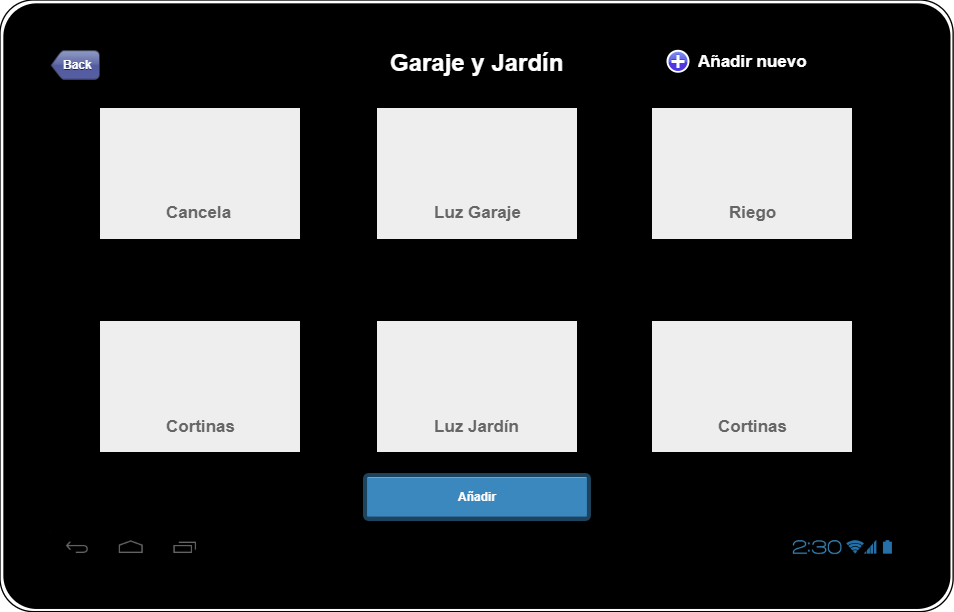 Back
Garaje y Jardín
Añadir nuevo
Cancela
Luz Garaje
Riego
Cortinas
Luz Jardín
Cortinas
Añadir
2:30